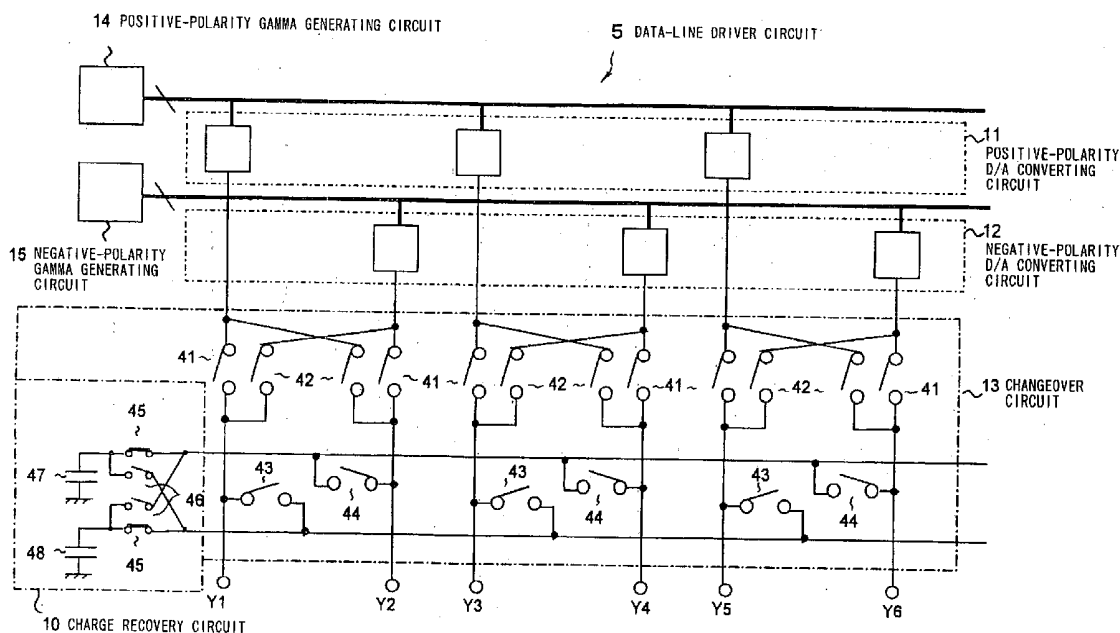 14 POSITIVE-POLARITY GAMMA GENERATING CIRCUIT
5 DATA-LINE DRIVER CIRCUIT
11
POSITIVE-POLARITY
D/A CONVERTING
CIRCUIT
15 NEGATIVE-POLARITY
GAMMA GENERATING
CIRCUIT
12
NEGATIVE-POLARITY
D/A CONVERTING
CIRCUIT
41 42 41 42 41 42 41
13 CHANGEOVER
CIRCUIT
45
47
46
43
44
43
44
43
44
48
45
Y1 Y2 Y3 Y4 Y5 Y6
10 CHARGE RECOVERY CIRCUIT